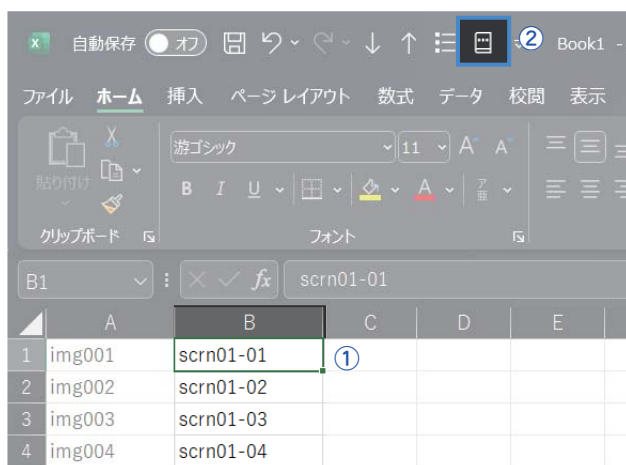 自動保存 オフ ② Book1 -
ファイル ホーム 挿入 ページ レイアウト 数式 データ 校閲 表示
貼り付け
游ゴシック 11 A A
B I U A ア亜
クリップボード フォント
B1 fx scrn01-01
A B C D E
1 img001 scrn01-01 ①
2 img002 scrn01-02
3 img003 scrn01-03
4 img004 scrn01-04